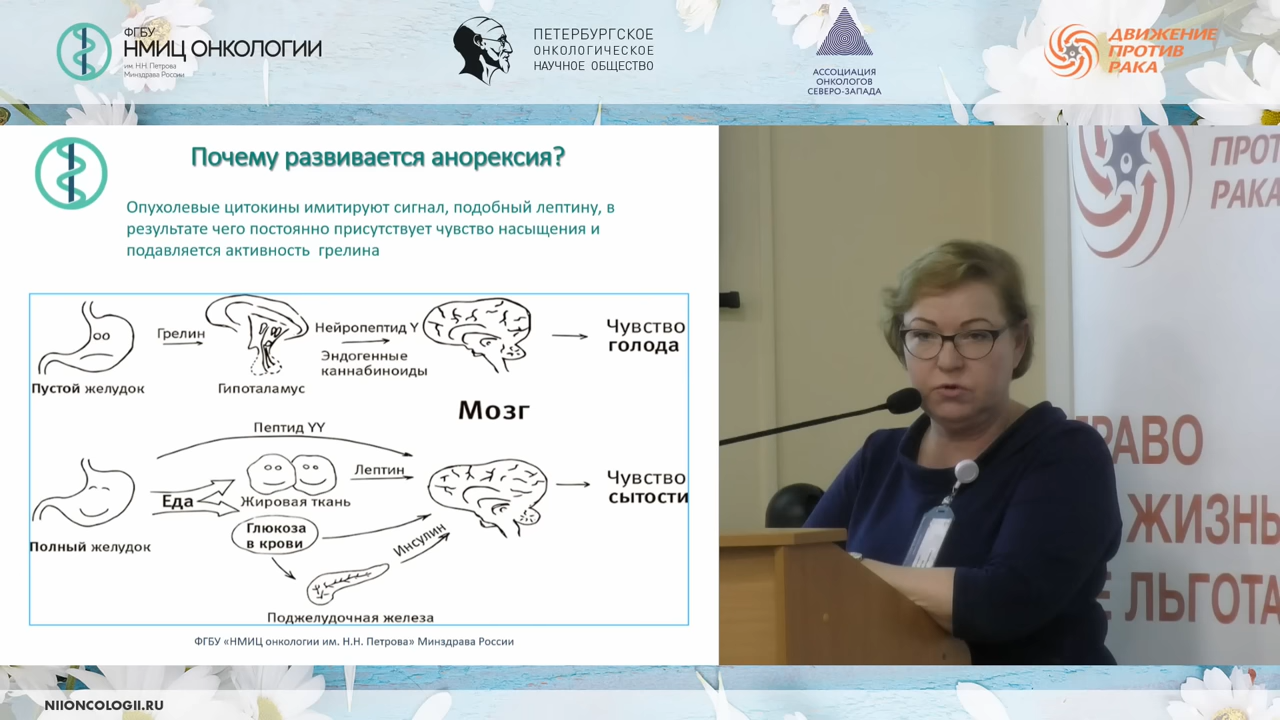 ФГБУ
НМИЦ ОНКОЛОГИИ
им. Н.Н. Петрова
Минздрава России
ПЕТЕРБУРГСКОЕ
ОНКОЛОГИЧЕСКОЕ
НАУЧНОЕ ОБЩЕСТВО
АССОЦИАЦИЯ
ОНКОЛОГОВ
СЕВЕРО-ЗАПАДА
ДВИЖЕНИЕ
ПРОТИВ
РАКА
Почему развивается анорексия?
Опухолевые цитокины имитируют сигнал, подобный лептину, в
результате чего постоянно присутствует чувство насыщения и
подавляется активность грелина
Грелин
Нейропептид Y
Эндогенные
каннабиноиды
Чувство
голода
Пустой желудок
Гипоталамус
Мозг
Пептид YY
Лептин
Еда
Жировая ткань
Чувство
сытости
Глюкоза
в крови
Инсулин
Полный желудок
Поджелудочная железа
ФГБУ «НМИЦ онкологии им. Н.Н. Петрова» Минздрава России
ПРОТ
РАКА
РАВО
ЖИЗНЬ
Е ЛЬГОТА
NIIONCOLOGII.RU